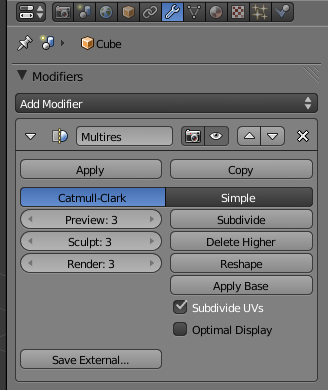 Cube
Modifiers
Add Modifier
Multires
Apply Copy
Catmull-Clark Simple
Preview: 3 Subdivide
Sculpt: 3 Delete Higher
Render: 3 Reshape
Apply Base
Subdivide UVs
Optimal Display
Save External...